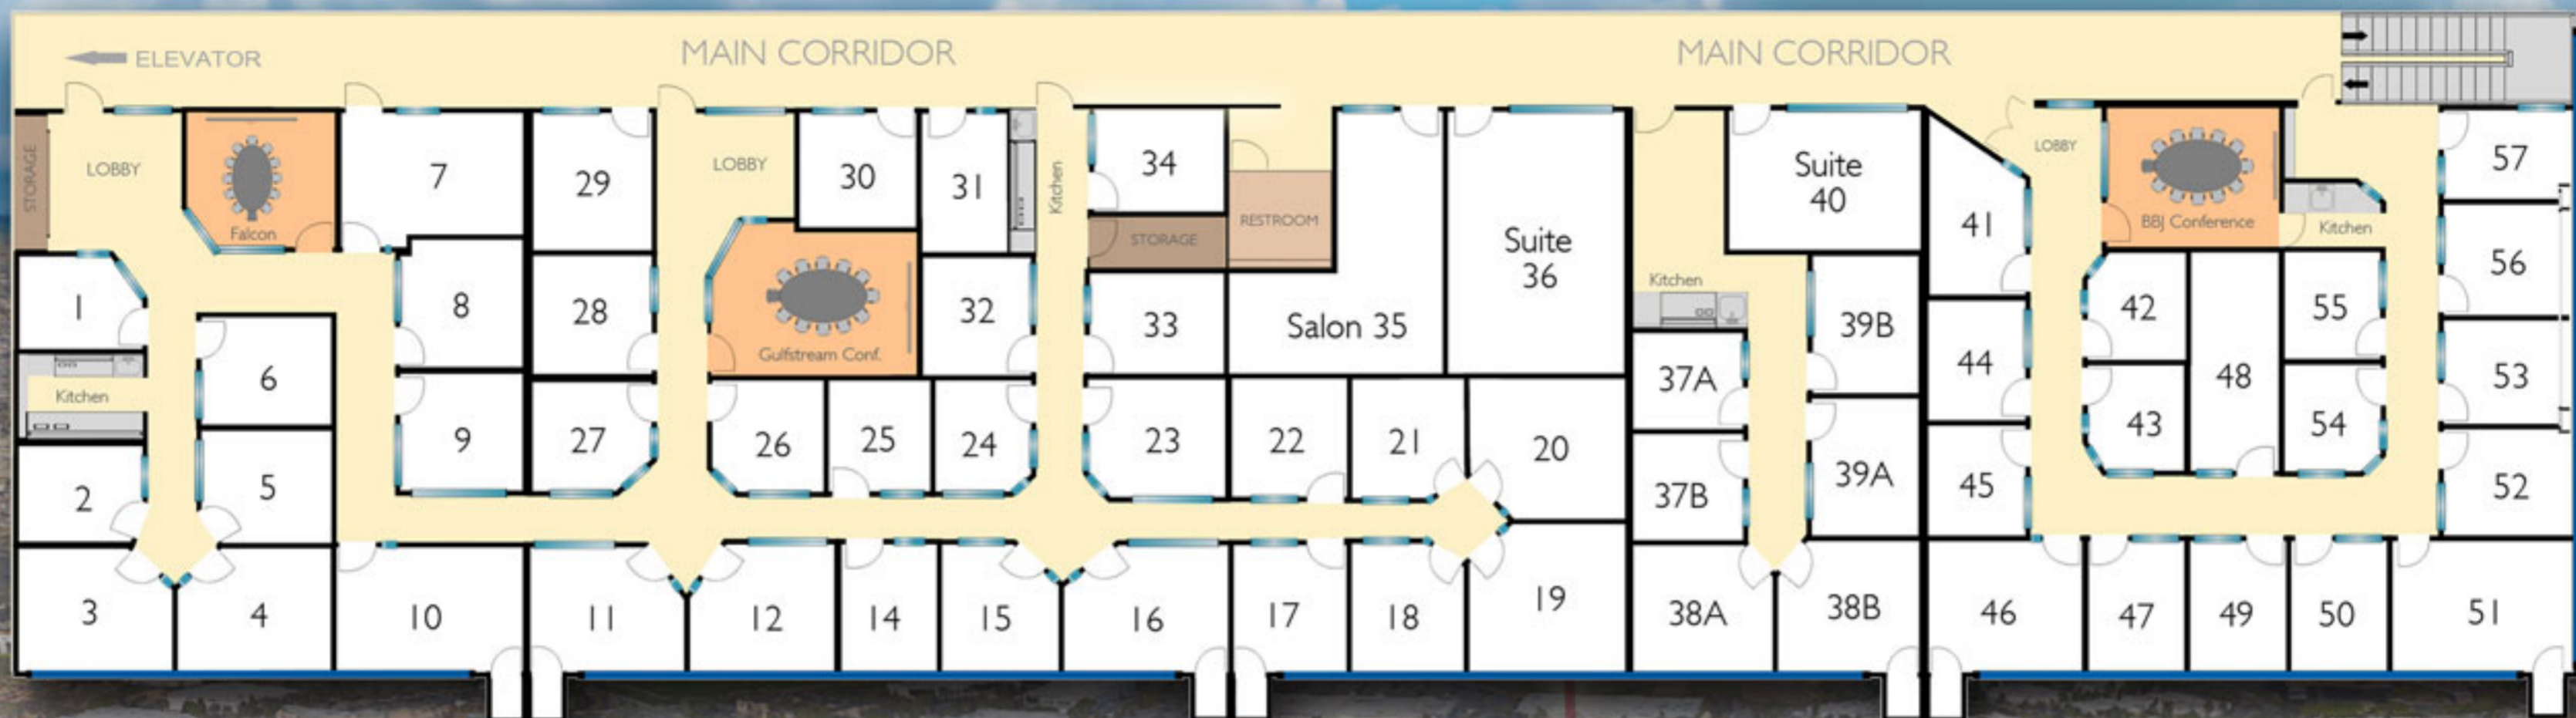 ELEVATOR
MAIN CORRIDOR
MAIN CORRIDOR
STORAGE
LOBBY
Falcon
7
29
LOBBY
30
31
Kitchen
34
STORAGE
RESTROOM
Suite
36
Suite
40
41
LOBBY
BBJ Conference
Kitchen
57
56
1
8
28
Gulfstream Conf.
32
33
Salon 35
Kitchen
39B
42
48
55
53
6
Kitchen
37A
44
43
54
2
5
9
27
26
25
24
23
22
21
20
37B
39A
45
52
3
4
10
11
12
14
15
16
17
18
19
38A
38B
46
47
49
50
51